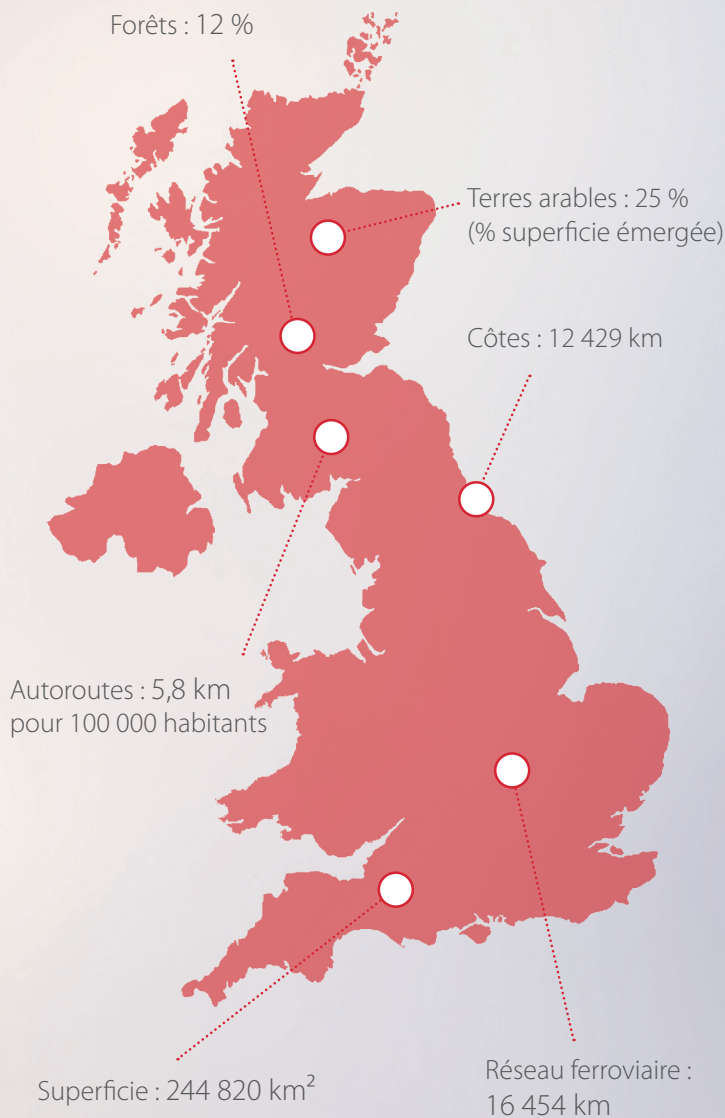 Forêts : 12 %
Terres arables : 25 %
(% superficie émergée)
Côtes : 12 429 km
Autoroutes : 5,8 km
pour 100 000 habitants
Superficie : 244 820 km²
Réseau ferroviaire :
16 454 km